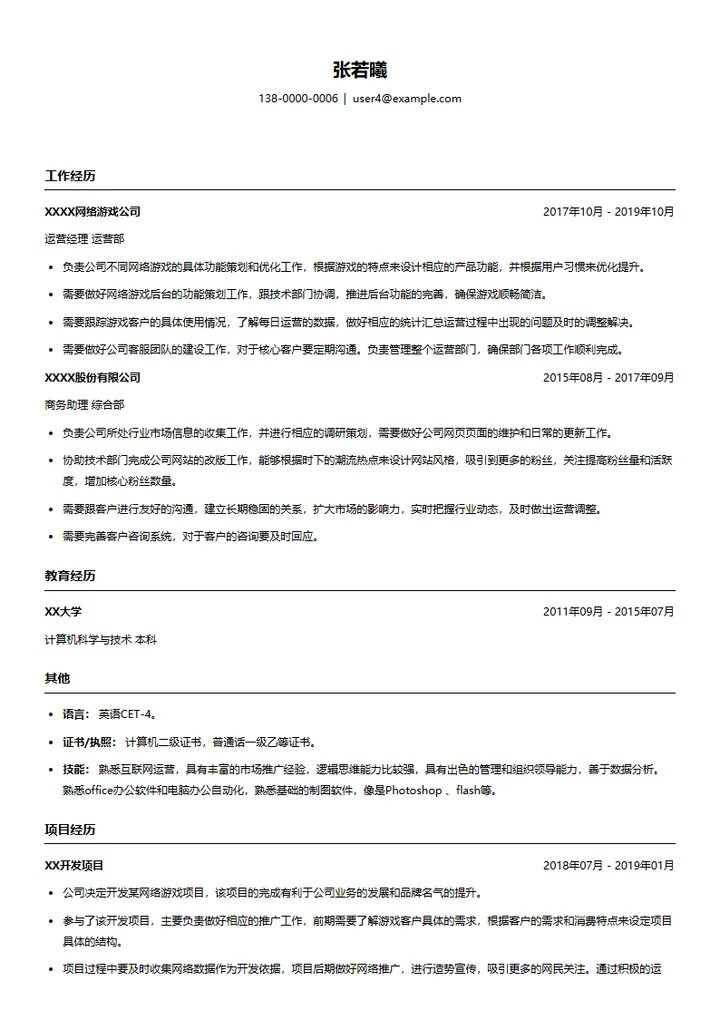 张若曦
138-0000-0006 | user4@example.com
工作经历
XXXX网络游戏公司 2017年10月 - 2019年10月
运营经理 运营部
• 负责公司不同网络游戏的具体功能策划和优化工作，根据游戏的特点来设计相应的产品功能，并根据用户习惯来优化提升。
• 需要做好网络游戏后台的功能策划工作，跟技术部门协调，推进后台功能的完善，确保游戏顺畅简洁。
• 需要跟踪游戏客户的具体使用情况，了解每日运营的数据，做好相应的统计汇总运营过程中出现的问题及时的调整解决。
• 需要做好公司客服团队的建设工作，对于核心客户要定期沟通。负责管理整个运营部门，确保部门各项工作顺利完成。
XXXX股份有限公司 2015年08月 - 2017年09月
商务助理 综合部
• 负责公司所处行业市场信息的收集工作，并进行相应的调研策划，需要做好公司网页页面的维护和日常的更新工作。
• 协助技术部门完成公司网站的改版工作，能够根据时下的潮流热点来设计网站风格，吸引到更多的粉丝，关注提高粉丝量和活跃
度，增加核心粉丝数量。
• 需要跟客户进行友好的沟通，建立长期稳固的关系，扩大市场的影响力，实时把握行业动态，及时做出运营调整。
• 需要完善客户咨询系统，对于客户的咨询要及时回应。
教育经历
XX大学 2011年09月 - 2015年07月
计算机科学与技术 本科
其他
• 语言： 英语CET-4。
• 证书/执照： 计算机二级证书，普通话一级乙等证书。
• 技能： 熟悉互联网运营，具有丰富的市场推广经验，逻辑思维能力比较强，具有出色的管理和组织领导能力，善于数据分析。
熟悉office办公软件和电脑办公自动化，熟悉基础的制图软件，像是Photoshop 、flash等。
项目经历
XX开发项目 2018年07月 - 2019年01月
• 公司决定开发某网络游戏项目，该项目的完成有利于公司业务的发展和品牌名气的提升。
• 参与了该开发项目，主要负责做好相应的推广工作，前期需要了解游戏客户具体的需求，根据客户的需求和消费特点来设定项目
具体的结构。
• 项目过程中要及时收集网络数据作为开发依据，项目后期做好网络推广，进行造势宣传，吸引更多的网民关注。通过积极的运